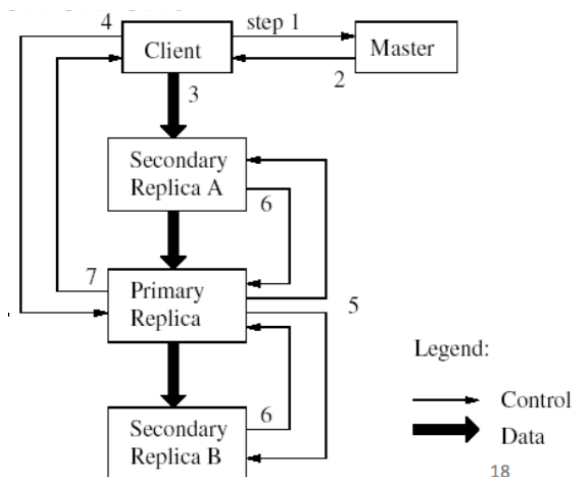 4
step 1
Client
Master
2
3
Secondary
Replica A
6
7
Primary
Replica
5
Legend:
Control
6
Secondary
Replica B
Data
18